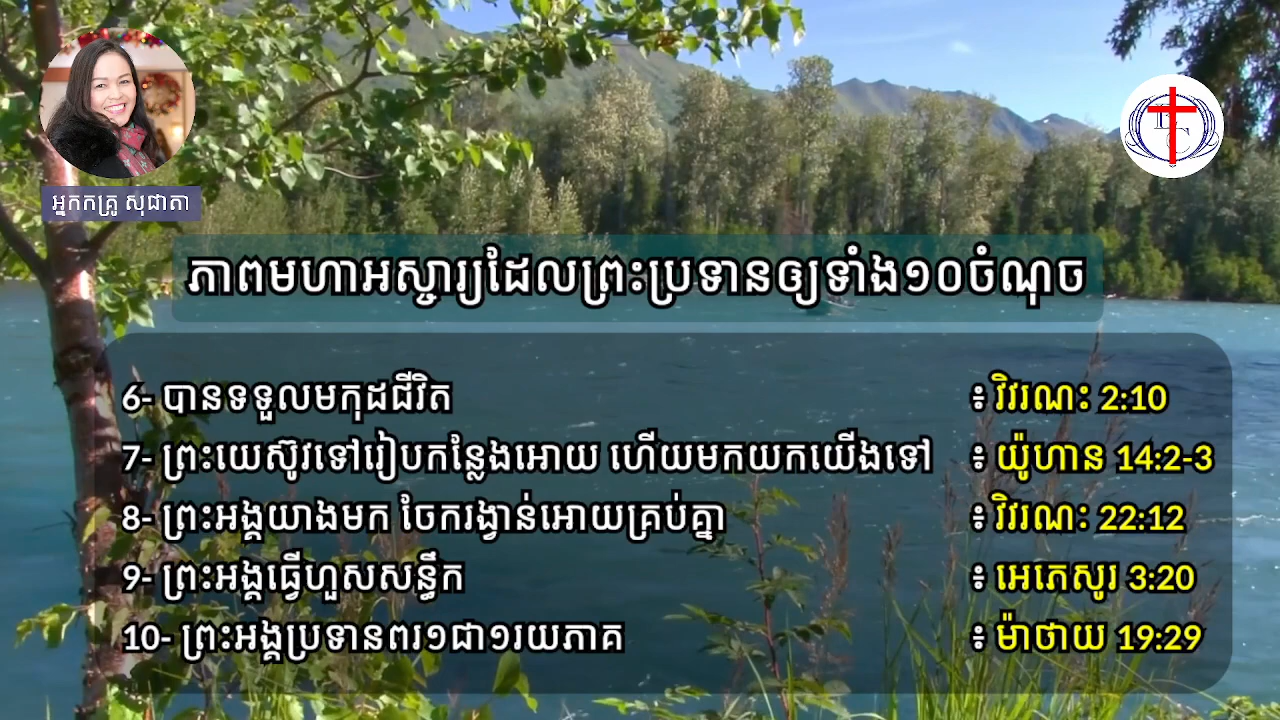 អ្នកកគ្រូ សុជាតា
ភាពមហាអស្ចារ្យដែលព្រះប្រទានឲ្យទាំង១០ចំណុច
6- បានទទួលមកុដជីវិត ៖ វិវរណៈ 2:10
7- ព្រះយេស៊ូវទៅរៀបកន្លែងអោយ ហើយមកយកយើងទៅ ៖ យ៉ូហាន 14:2-3
8- ព្រះអង្គយាងមក ចែករង្វាន់អោយគ្រប់គ្នា ៖ វិវរណៈ 22:12
9- ព្រះអង្គធ្វើហួសសន្ធឹក ៖ អេភេសូរ 3:20
10- ព្រះអង្គប្រទានពរ១ជា១រយភាគ ៖ ម៉ាថាយ 19:29